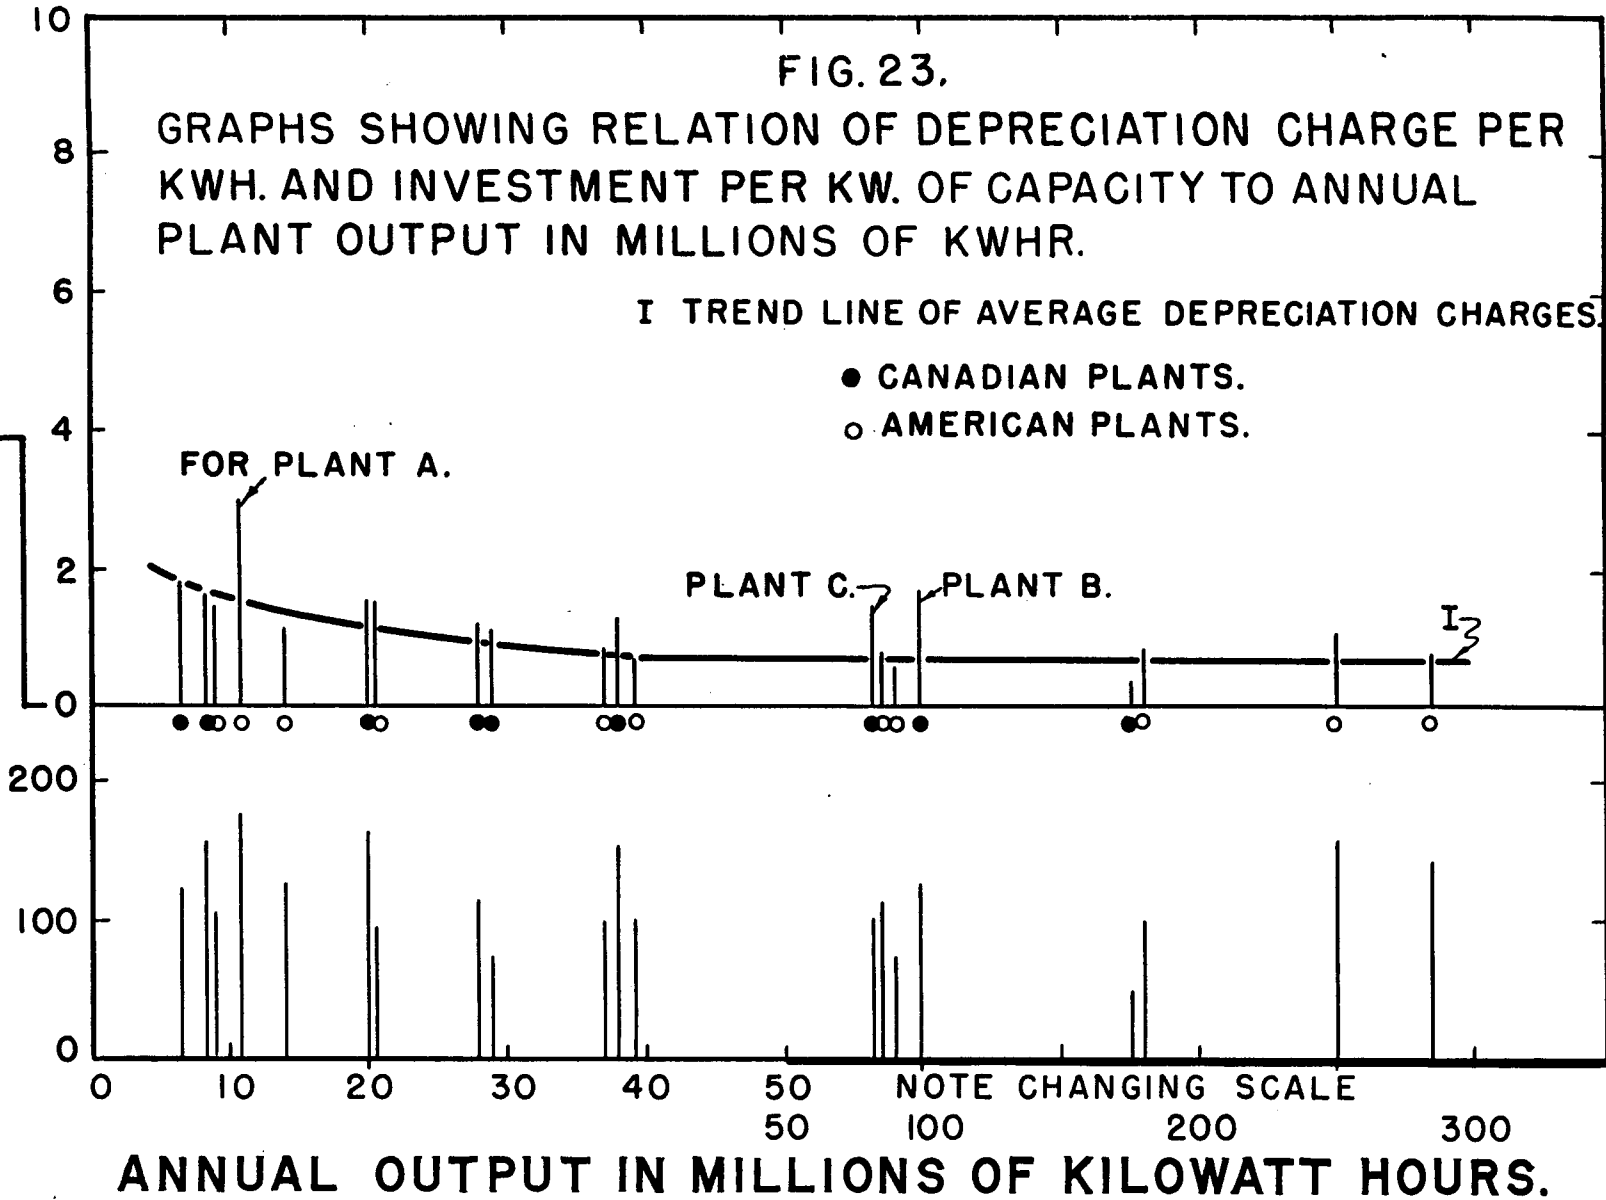 10
FIG. 23.
GRAPHS SHOWING RELATION OF DEPRECIATION CHARGE PER
8
KWH. AND INVESTMENT PER KW. OF CAPACITY TO ANNUAL
PLANT OUTPUT IN MILLIONS OF KWHR.
6
I TREND LINE OF AVERAGE DEPRECIATION CHARGES.
CANADIAN PLANTS.
4
AMERICAN PLANTS.
FOR PLANT A.
2
PLANT C.
PLANT B.
I
0
200
100
0
0 10 20 30 40 50 NOTE CHANGING SCALE
50 100 200 300
ANNUAL OUTPUT IN MILLIONS OF KILOWATT HOURS.